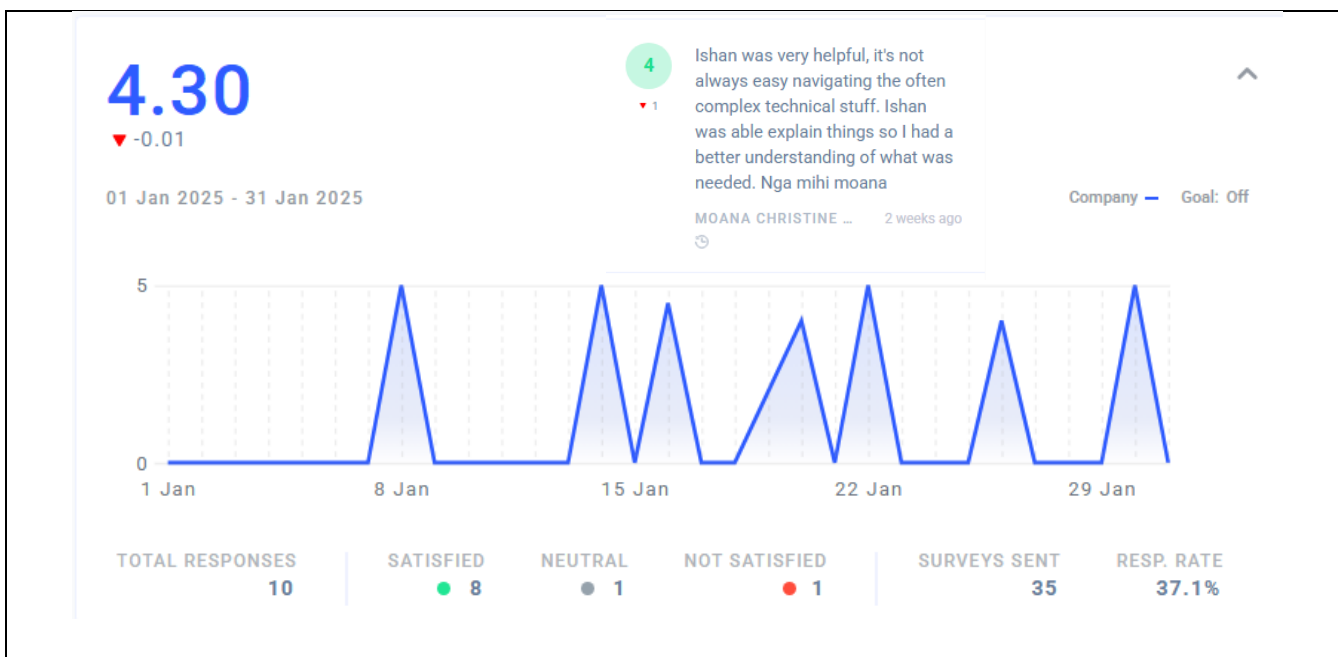 4.30
-0.01
01 Jan 2025 - 31 Jan 2025
4
1
Ishan was very helpful, it's not
always easy navigating the often
complex technical stuff. Ishan
was able explain things so I had a
better understanding of what was
needed. Nga mihi moana
MOANA CHRISTINE … 2 weeks ago
Company Goal: Off
5
0
1 Jan 8 Jan 15 Jan 22 Jan 29 Jan
TOTAL RESPONSES SATISFIED NEUTRAL NOT SATISFIED SURVEYS SENT RESP. RATE
10 8 1 1 35 37.1%